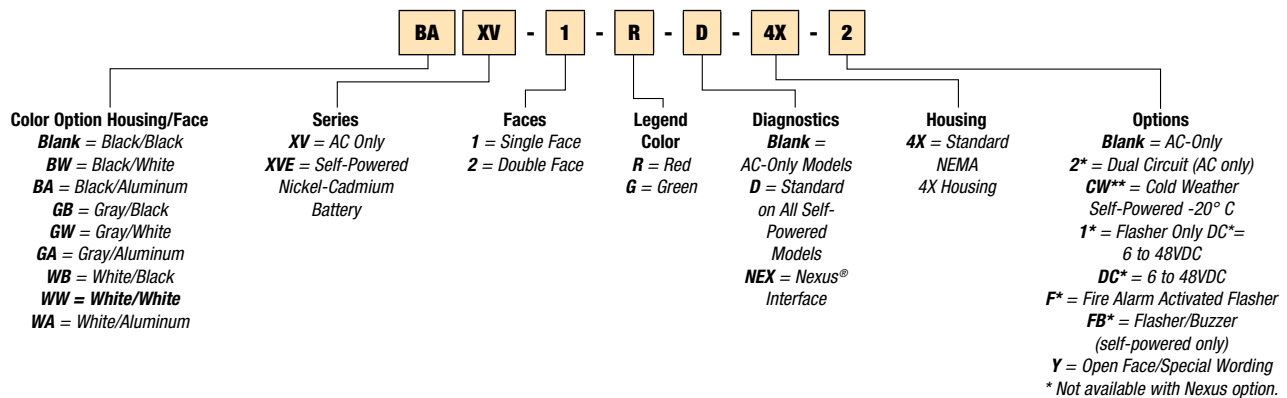 BA XV - 1 - R - D - 4X - 2
Color Option Housing/Face
Blank = Black/Black
BW = Black/White
BA = Black/Aluminum
GB = Gray/Black
GW = Gray/White
GA = Gray/Aluminum
WB = White/Black
WW = White/White
WA = White/Aluminum
Series
XV = AC Only
XVE = Self-Powered
Nickel-Cadmium
Battery
Faces
1 = Single Face
2 = Double Face
Legend
Color
R = Red
G = Green
Diagnostics
Blank =
AC-Only Models
D = Standard
on All Self-
Powered
Models
NEX = Nexus®
Interface
Housing
4X = Standard
NEMA
4X Housing
Options
Blank = AC-Only
2* = Dual Circuit (AC only)
CW** = Cold Weather
Self-Powered -20° C
1* = Flasher Only DC*=
6 to 48VDC
DC* = 6 to 48VDC
F* = Fire Alarm Activated Flasher
FB* = Flasher/Buzzer
(self-powered only)
Y = Open Face/Special Wording
* Not available with Nexus option.